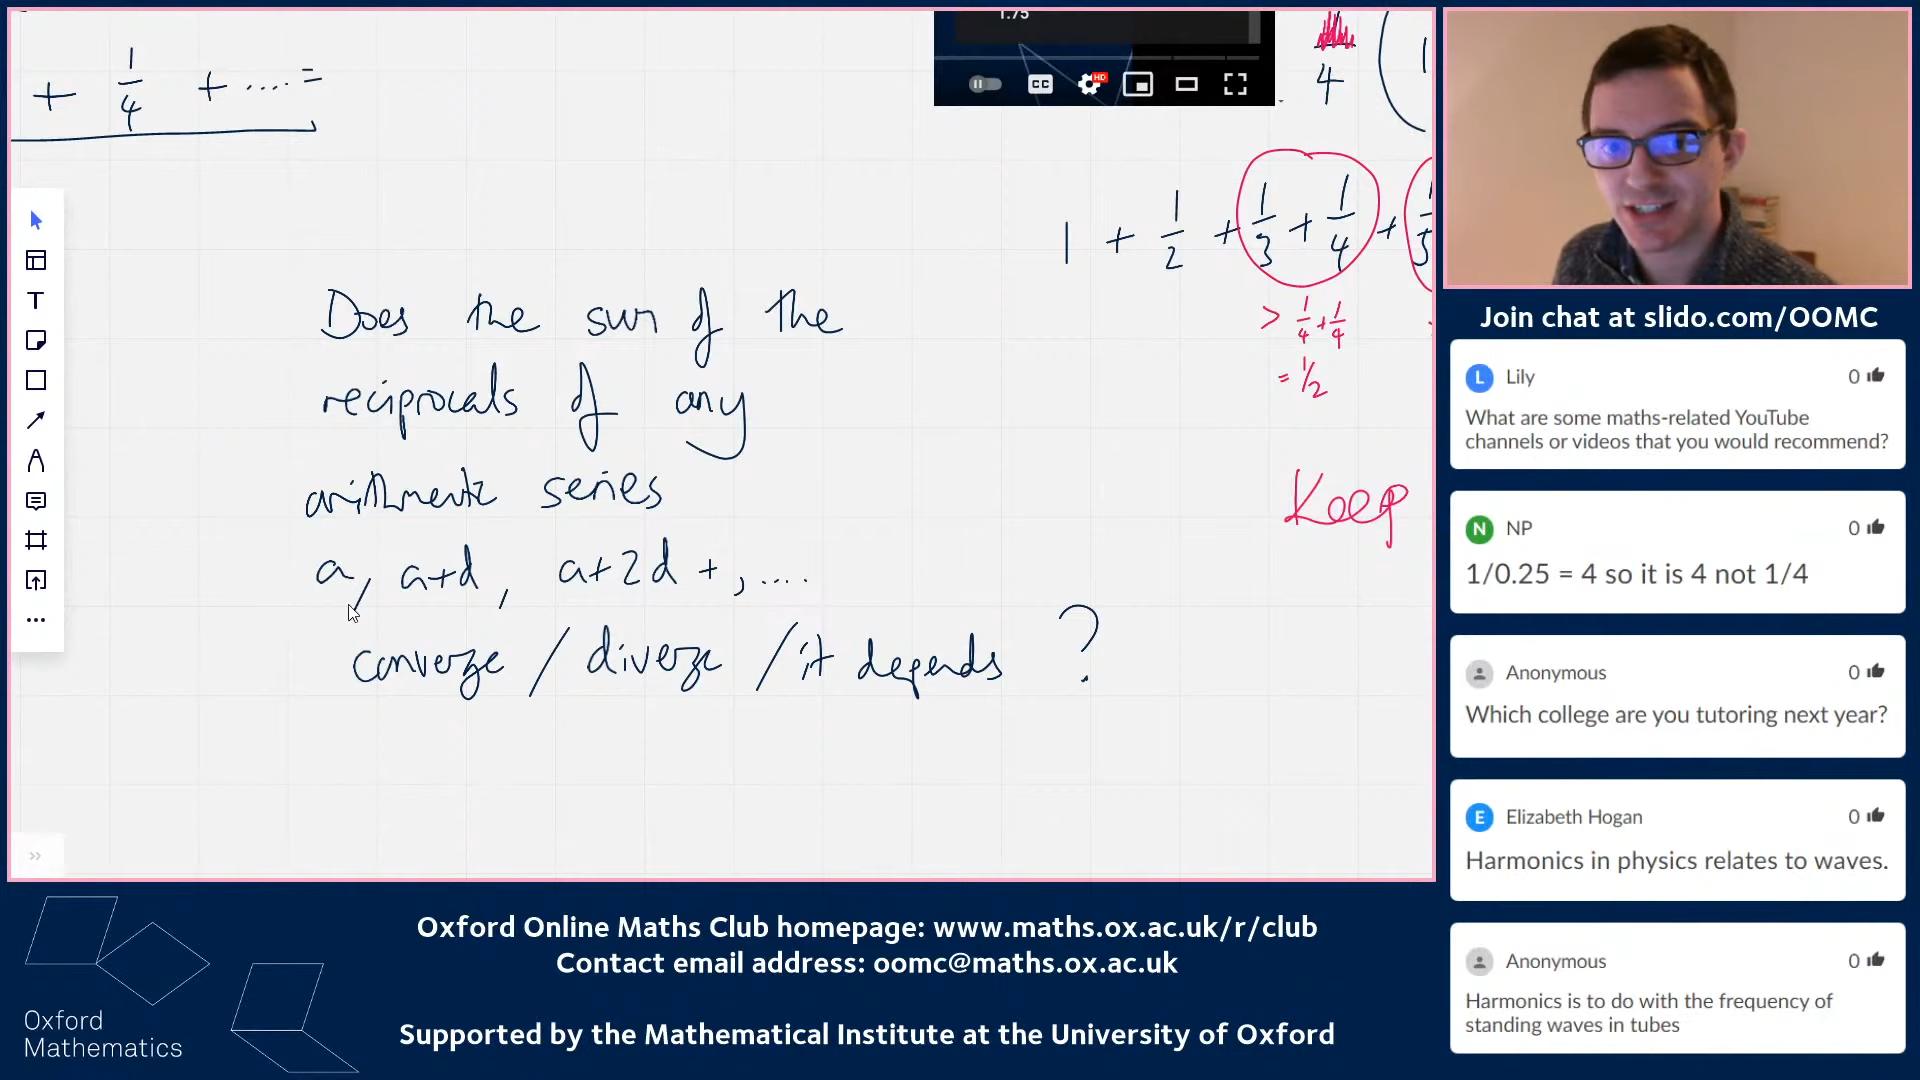 + 1/4 + .... =
1.75
CC
HD
4
1 + 1/2 + 1/3 + 1/4 +
> 1/4 + 1/4
= 1/2
Keep
Does the sum of the
reciprocals of any
arithmetic series
a, a+d, a+2d + , ....
converge / diverge / it depends ?
T
Join chat at slido.com/OOMC
L Lily 0
What are some maths-related YouTube
channels or videos that you would recommend?
N NP 0
1/0.25 = 4 so it is 4 not 1/4
Anonymous 0
Which college are you tutoring next year?
E Elizabeth Hogan 0
Harmonics in physics relates to waves.
Anonymous 0
Harmonics is to do with the frequency of
standing waves in tubes
Oxford
Mathematics
Oxford Online Maths Club homepage: www.maths.ox.ac.uk/r/club
Contact email address: oomc@maths.ox.ac.uk
Supported by the Mathematical Institute at the University of Oxford